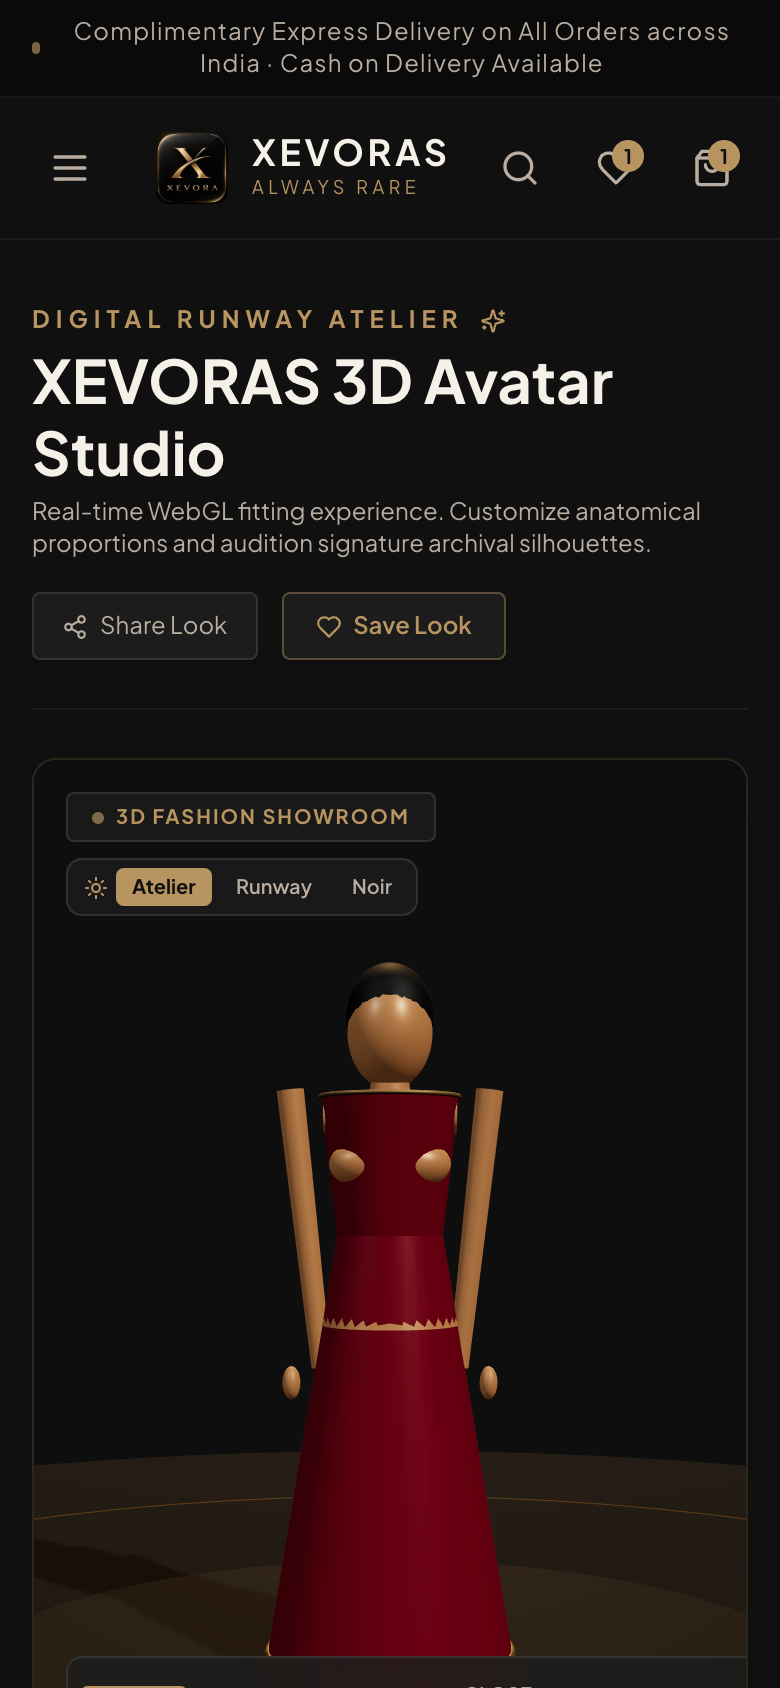 Complimentary Express Delivery on All Orders across
India · Cash on Delivery Available
XEVORA
XEVORAS
ALWAYS RARE
1
1
DIGITAL RUNWAY ATELIER
XEVORAS 3D Avatar
Studio
Real-time WebGL fitting experience. Customize anatomical
proportions and audition signature archival silhouettes.
Share Look
Save Look
3D FASHION SHOWROOM
Atelier Runway Noir